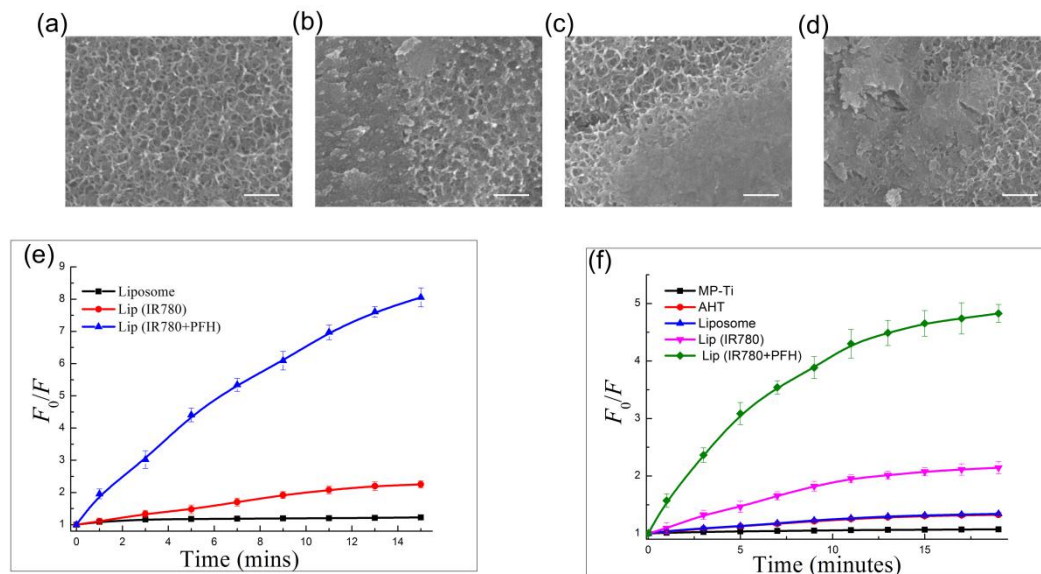 (a)
(b)
(c)
(d)
(e)
9
8
7
6
5
4
3
2
1
F₀/F
Liposome
Lip (IR780)
Lip (IR780+PFH)
0
2
4
6
8
10
12
14
Time (mins)
(f)
5
4
3
2
1
F₀/F
MP-Ti
AHT
Liposome
Lip (IR780)
Lip (IR780+PFH)
0
5
10
15
Time (minutes)